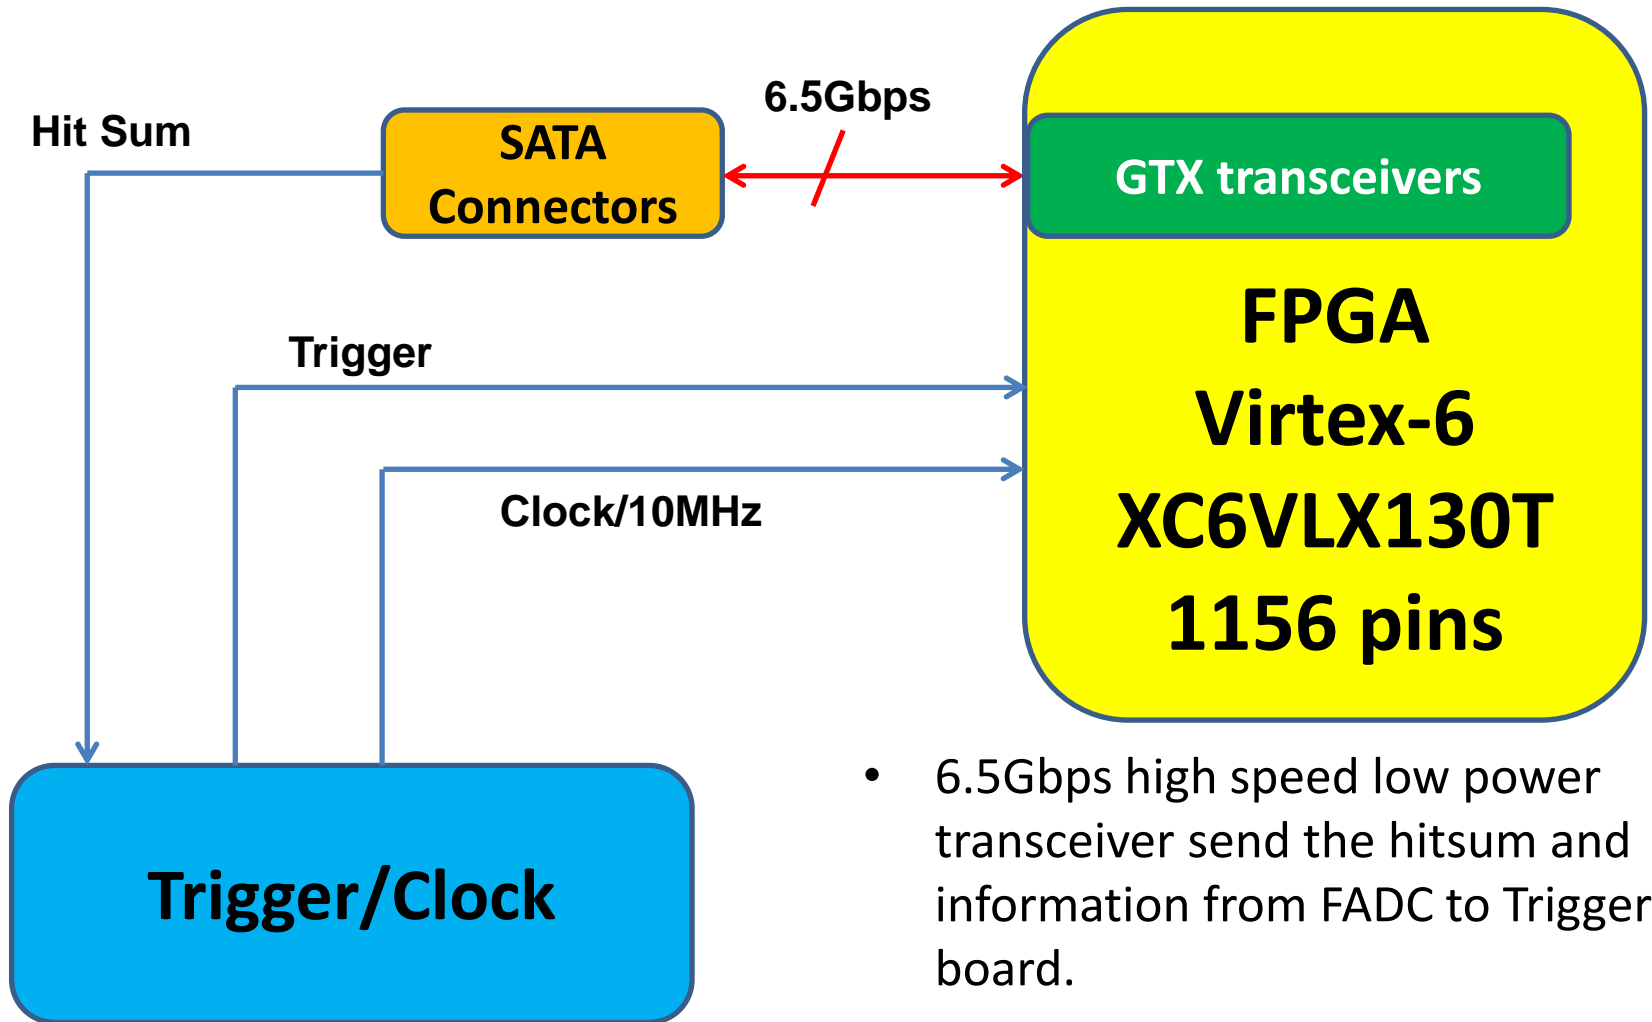 6.5Gbps
Hit Sum
SATA
Connectors
GTX transceivers
FPGA
Virtex-6
XC6VLX130T
1156 pins
Trigger
Clock/10MHz
Trigger/Clock
• 6.5Gbps high speed low power
transceiver send the hitsum and
information from FADC to Trigger
board.